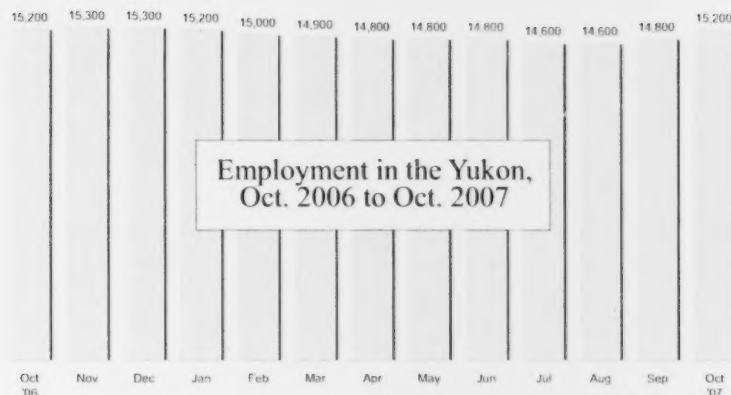 15,200 15,300 15,300 15,200 15,000 14,900 14,800 14,800 14,800 14,600 14,600 14,800 15,200
Employment in the Yukon,
Oct. 2006 to Oct. 2007
Oct Nov Dec Jan Feb Mar Apr May Jun Jul Aug Sep Oct
'06 '07